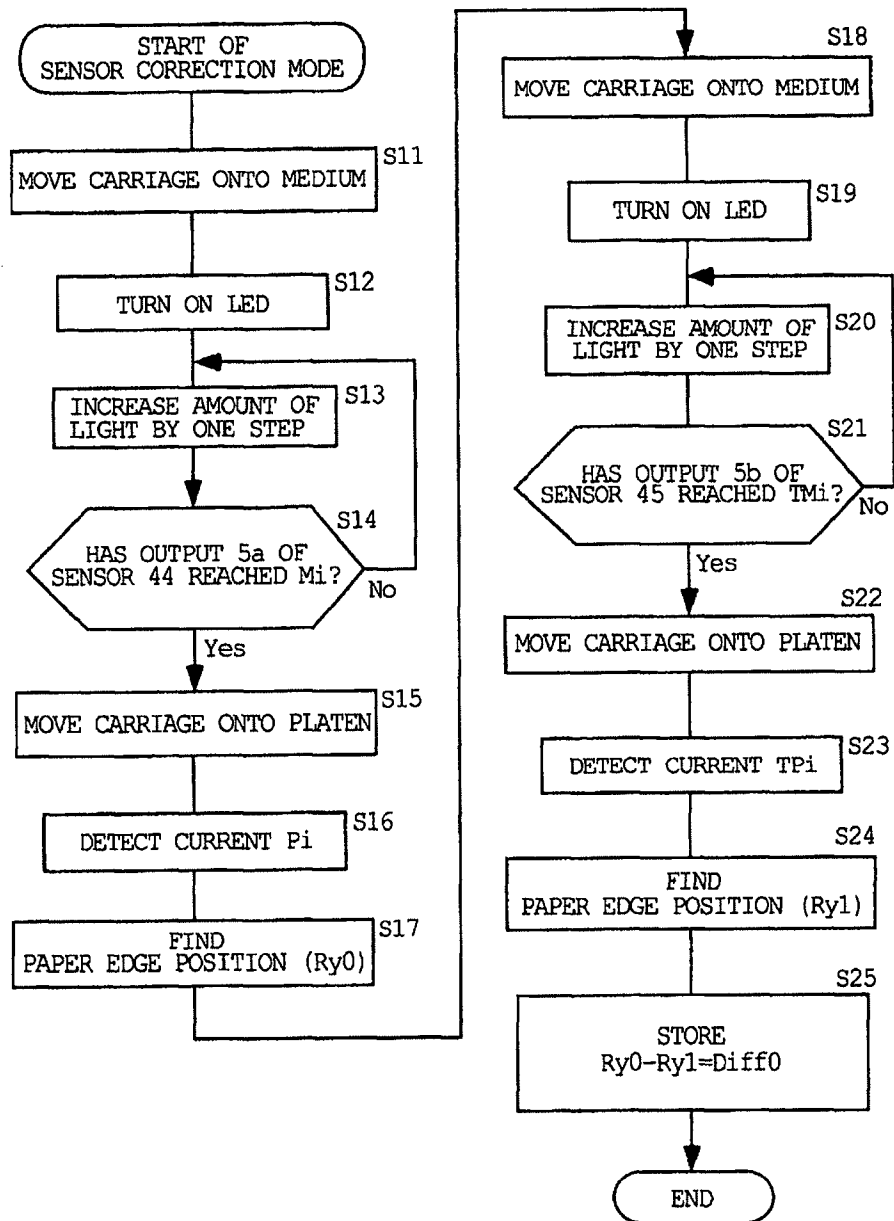 START OF
SENSOR CORRECTION MODE
S11
MOVE CARRIAGE ONTO MEDIUM
S12
TURN ON LED
S13
INCREASE AMOUNT OF
LIGHT BY ONE STEP
S14
HAS OUTPUT 5a OF
SENSOR 44 REACHED Mi?
No
Yes
S15
MOVE CARRIAGE ONTO PLATEN
S16
DETECT CURRENT Pi
S17
FIND
PAPER EDGE POSITION (Ry0)
S18
MOVE CARRIAGE ONTO MEDIUM
S19
TURN ON LED
S20
INCREASE AMOUNT OF
LIGHT BY ONE STEP
S21
HAS OUTPUT 5b OF
SENSOR 45 REACHED TMi?
No
Yes
S22
MOVE CARRIAGE ONTO PLATEN
S23
DETECT CURRENT TPi
S24
FIND
PAPER EDGE POSITION (Ry1)
S25
STORE
Ry0-Ry1=Diff0
END